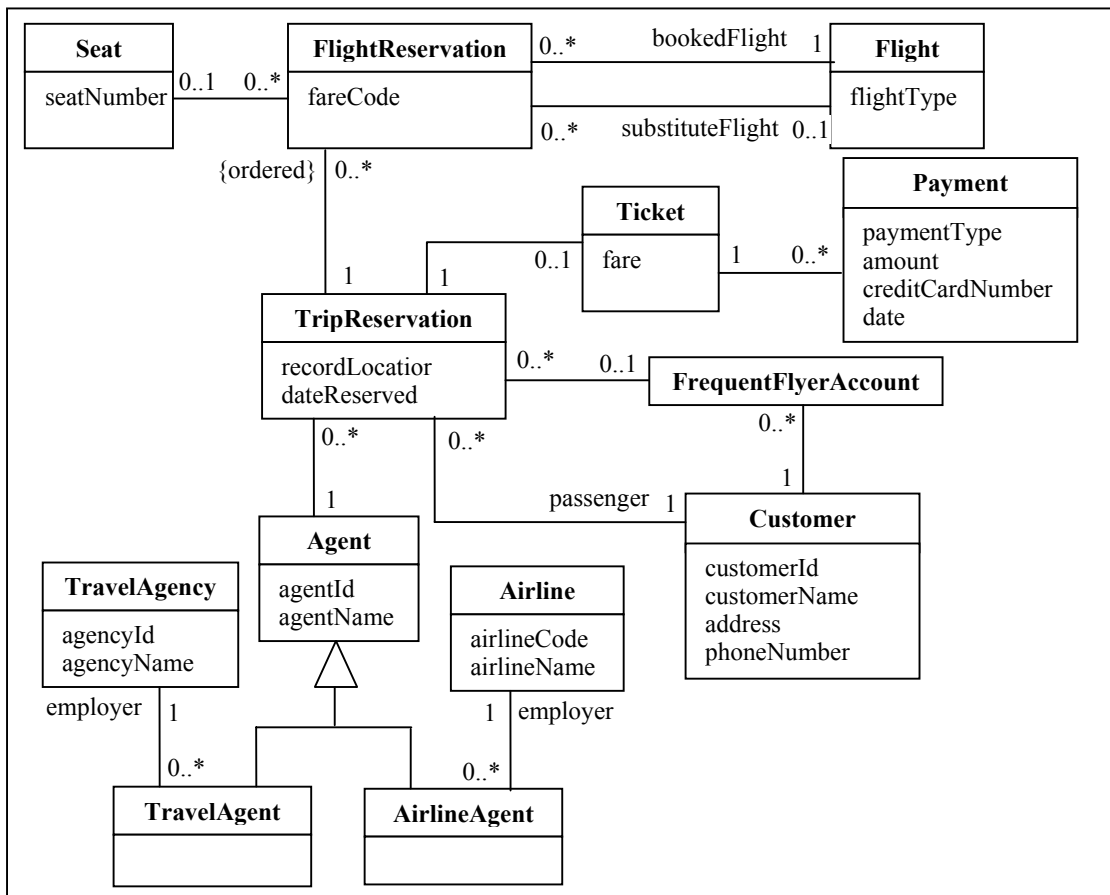 Seat
seatNumber
0..1
0..*
FlightReservation
fareCode
0..*
bookedFlight
1
Flight
flightType
0..*
substituteFlight
0..1
{ordered}
0..*
Ticket
fare
0..1
1
0..*
Payment
paymentType
amount
creditCardNumber
date
1
1
TripReservation
recordLocatior
dateReserved
0..*
0..1
FrequentFlyerAccount
0..*
0..*
0..*
1
passenger
1
Customer
customerId
customerName
address
phoneNumber
1
Agent
agentId
agentName
TravelAgency
agencyId
agencyName
Airline
airlineCode
airlineName
employer
1
1
employer
0..*
0..*
TravelAgent
AirlineAgent